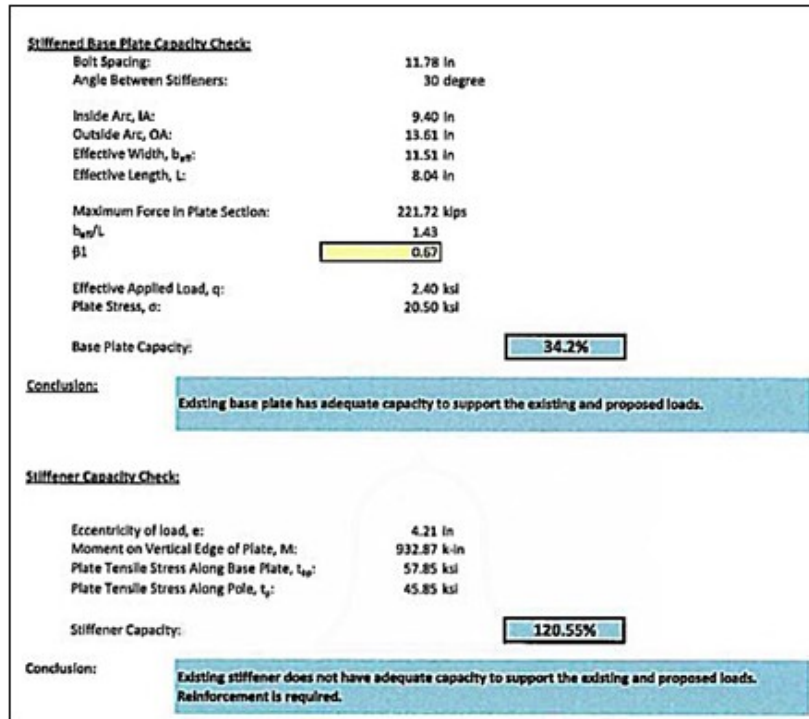 Stiffened Base Plate Capacity Check:
Bolt Spacing: 11.78 in
Angle Between Stiffeners: 30 degree
Inside Arc, IA: 9.40 in
Outside Arc, OA: 13.61 in
Effective Width, beff: 11.51 in
Effective Length, L: 8.04 in
Maximum Force in Plate Section: 221.72 kips
beff/L 1.43
β1 0.67
Effective Applied Load, q: 2.40 ksi
Plate Stress, σ: 20.50 ksi
Base Plate Capacity: 34.2%
Conclusion:
Existing base plate has adequate capacity to support the existing and proposed loads.
Stiffener Capacity Check:
Eccentricity of load, e: 4.21 in
Moment on Vertical Edge of Plate, M: 932.87 k-in
Plate Tensile Stress Along Base Plate, tbp: 57.85 ksi
Plate Tensile Stress Along Pole, tp: 45.85 ksi
Stiffener Capacity: 120.55%
Conclusion:
Existing stiffener does not have adequate capacity to support the existing and proposed loads.
Reinforcement is required.